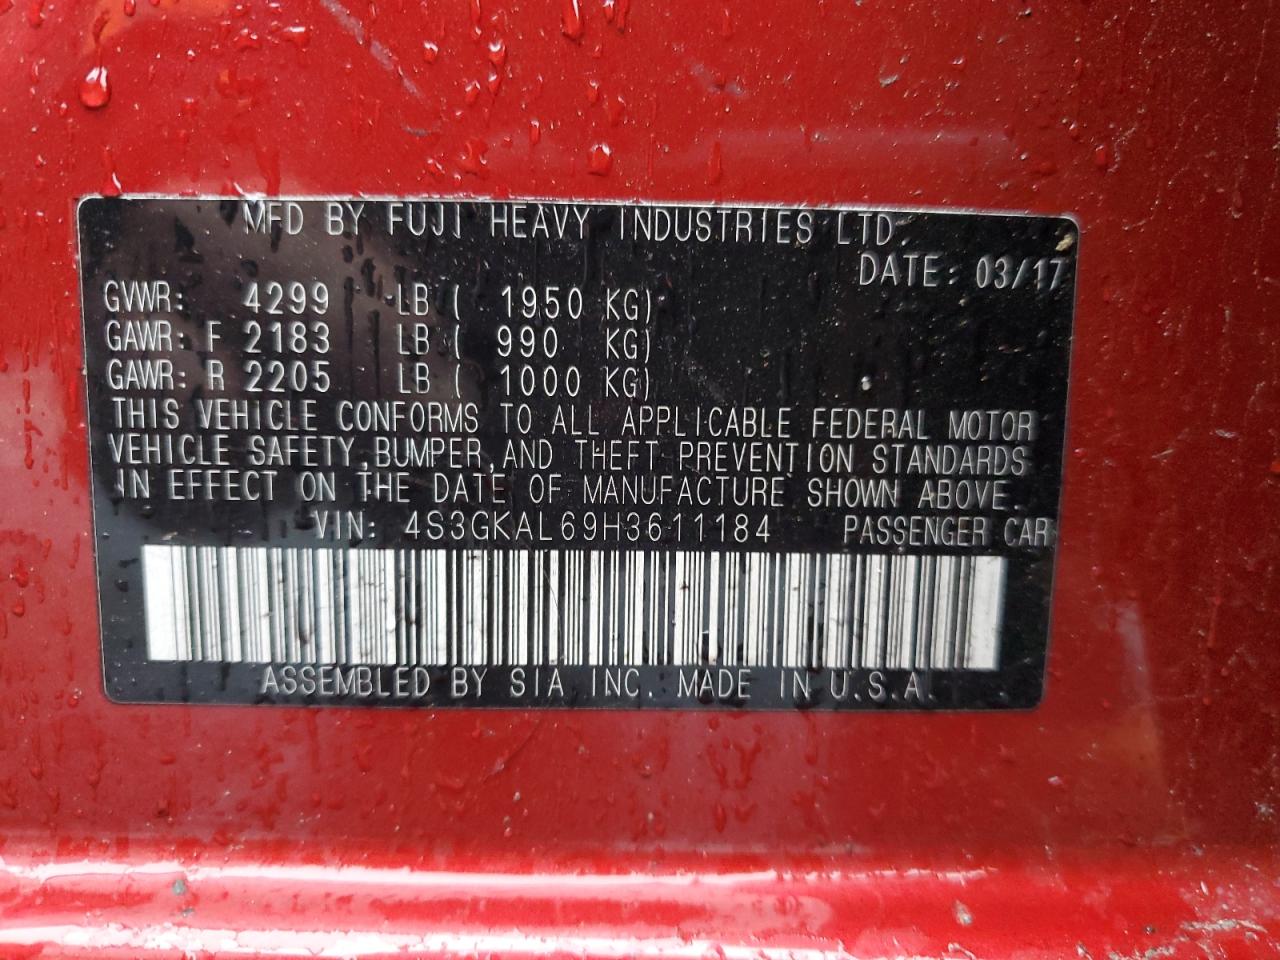 MFD BY FUJI HEAVY INDUSTRIES LTD.
DATE: 03/17
GVWR: 4299 LB ( 1950 KG)
GAWR: F 2183 LB ( 990 KG)
GAWR: R 2205 LB ( 1000 KG)
THIS VEHICLE CONFORMS TO ALL APPLICABLE FEDERAL MOTOR
VEHICLE SAFETY, BUMPER, AND THEFT PREVENTION STANDARDS
IN EFFECT ON THE DATE OF MANUFACTURE SHOWN ABOVE.
VIN: 4S3GKAL69H3611184 PASSENGER CAR
ASSEMBLED BY SIA INC. MADE IN U.S.A.